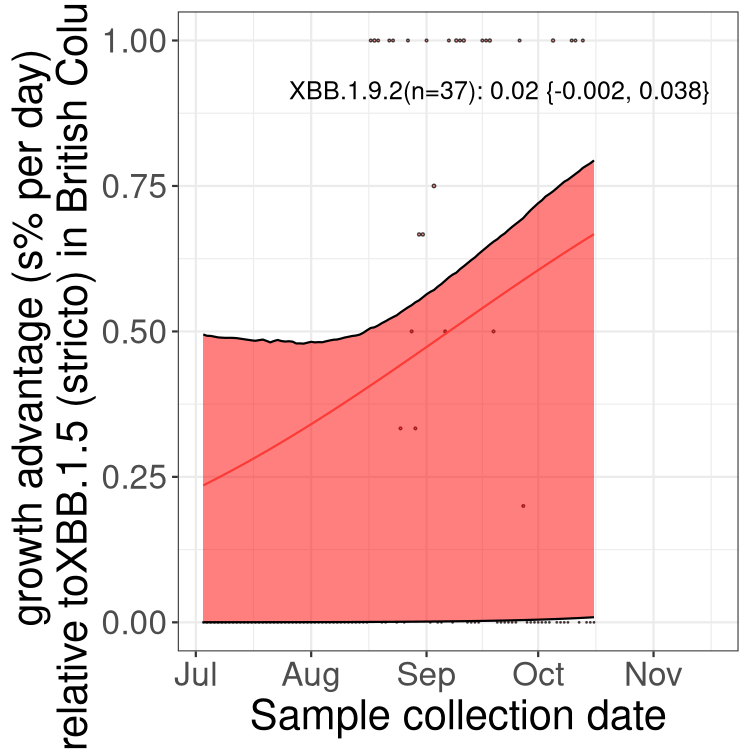 growth advantage (s% per day)
relative toXBB.1.5 (stricto) in British Colu
1.00
0.75
0.50
0.25
0.00
XBB.1.9.2(n=37): 0.02 {-0.002, 0.038}
Jul Aug Sep Oct Nov
Sample collection date